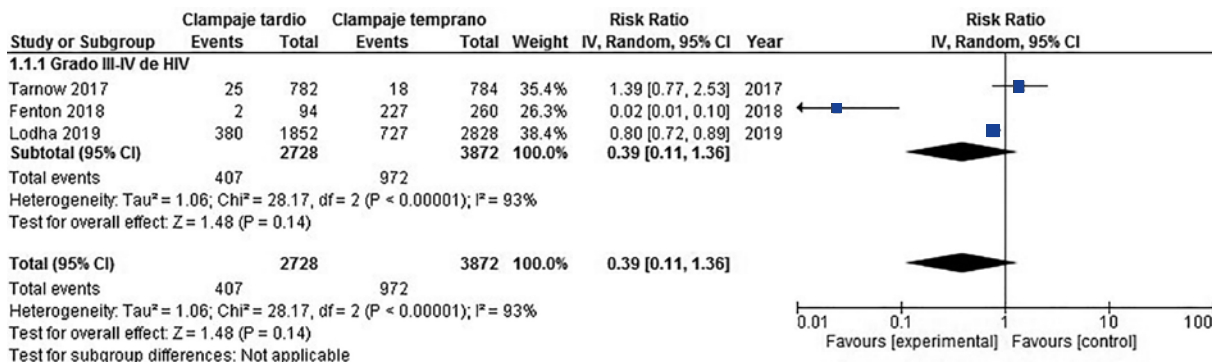 Clampaje tardio Clampaje temprano Risk Ratio Risk Ratio
Study or Subgroup Events Total Events Total Weight IV, Random, 95% CI Year IV, Random, 95% CI
1.1.1 Grado III-IV de HIV
Tarnow 2017 25 782 18 784 35.4% 1.39 [0.77, 2.53] 2017
Fenton 2018 2 94 227 260 26.3% 0.02 [0.01, 0.10] 2018
Lodha 2019 380 1852 727 2828 38.4% 0.80 [0.72, 0.89] 2019
Subtotal (95% CI) 2728 3872 100.0% 0.39 [0.11, 1.36]
Total events 407 972
Heterogeneity: Tau² = 1.06; Chi² = 28.17, df = 2 (P < 0.00001); I² = 93%
Test for overall effect: Z = 1.48 (P = 0.14)
Total (95% CI) 2728 3872 100.0% 0.39 [0.11, 1.36]
Total events 407 972
Heterogeneity: Tau² = 1.06; Chi² = 28.17, df = 2 (P < 0.00001); I² = 93%
Test for overall effect: Z = 1.48 (P = 0.14)
Test for subgroup differences: Not applicable
0.01 0.1 1 10 100
Favours [experimental] Favours [control]